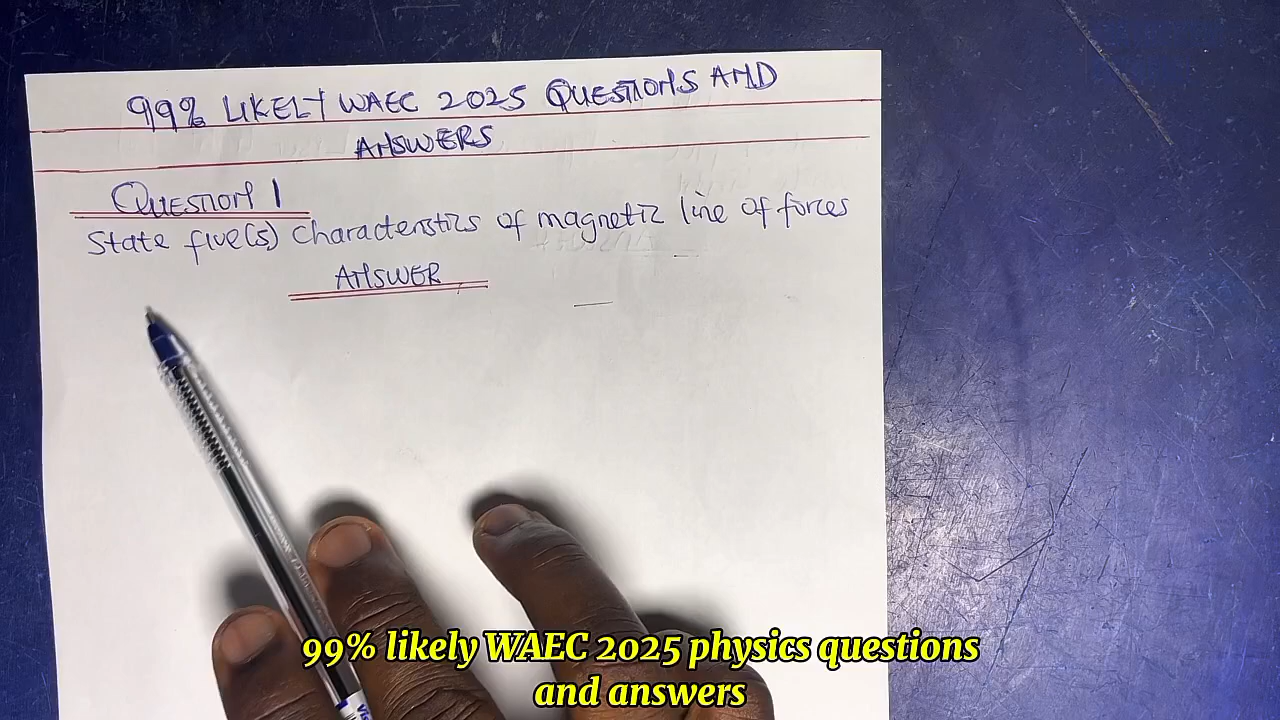 99% LIKELY WAEC 2025 QUESTIONS AND
ANSWERS
QUESTION 1
State five(5) characteristics of magnetic line of forces
ANSWER
99% likely WAEC 2025 physics questions
and answers